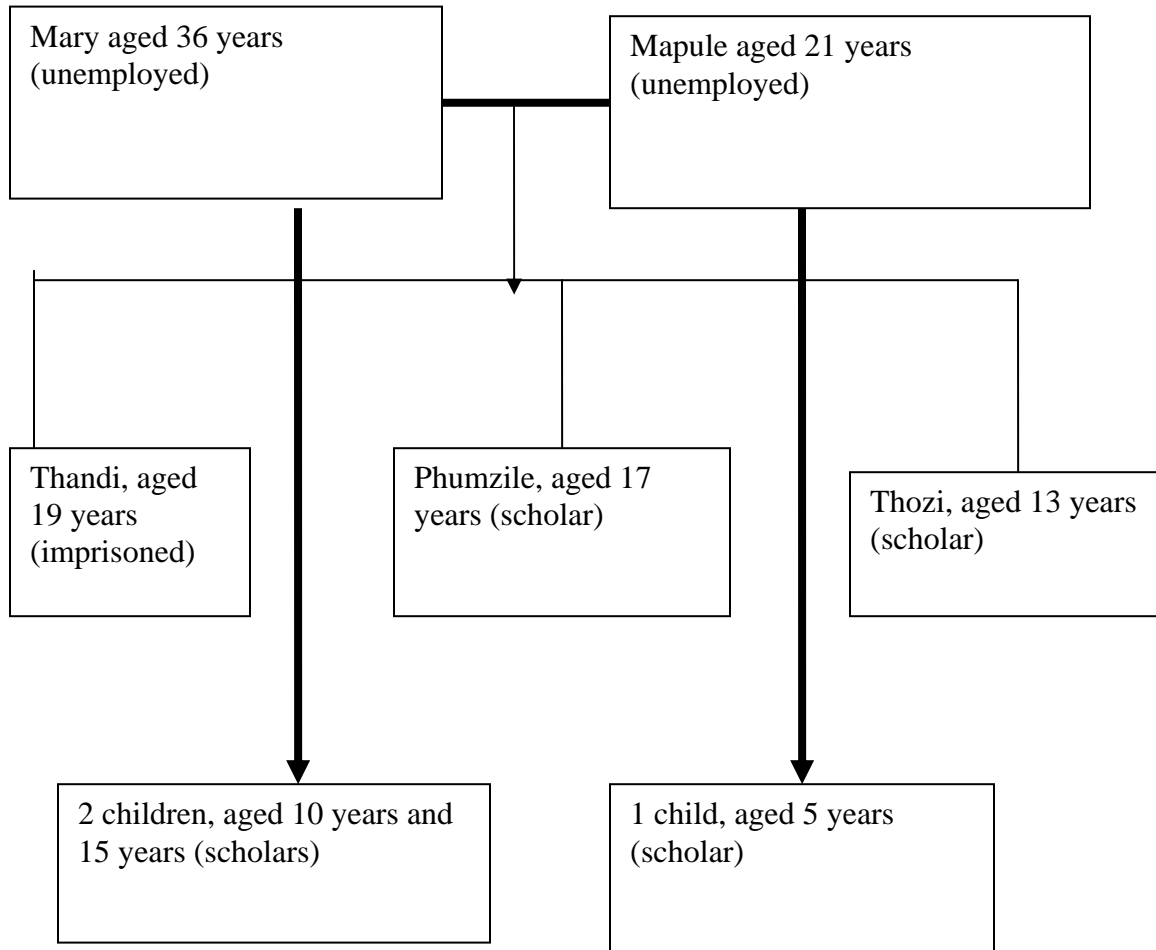 Mary aged 36 years
(unemployed)
Mapule aged 21 years
(unemployed)
Thandi, aged
19 years
(imprisoned)
Phumzile, aged 17
years (scholar)
Thozi, aged 13 years
(scholar)
2 children, aged 10 years and
15 years (scholars)
1 child, aged 5 years
(scholar)